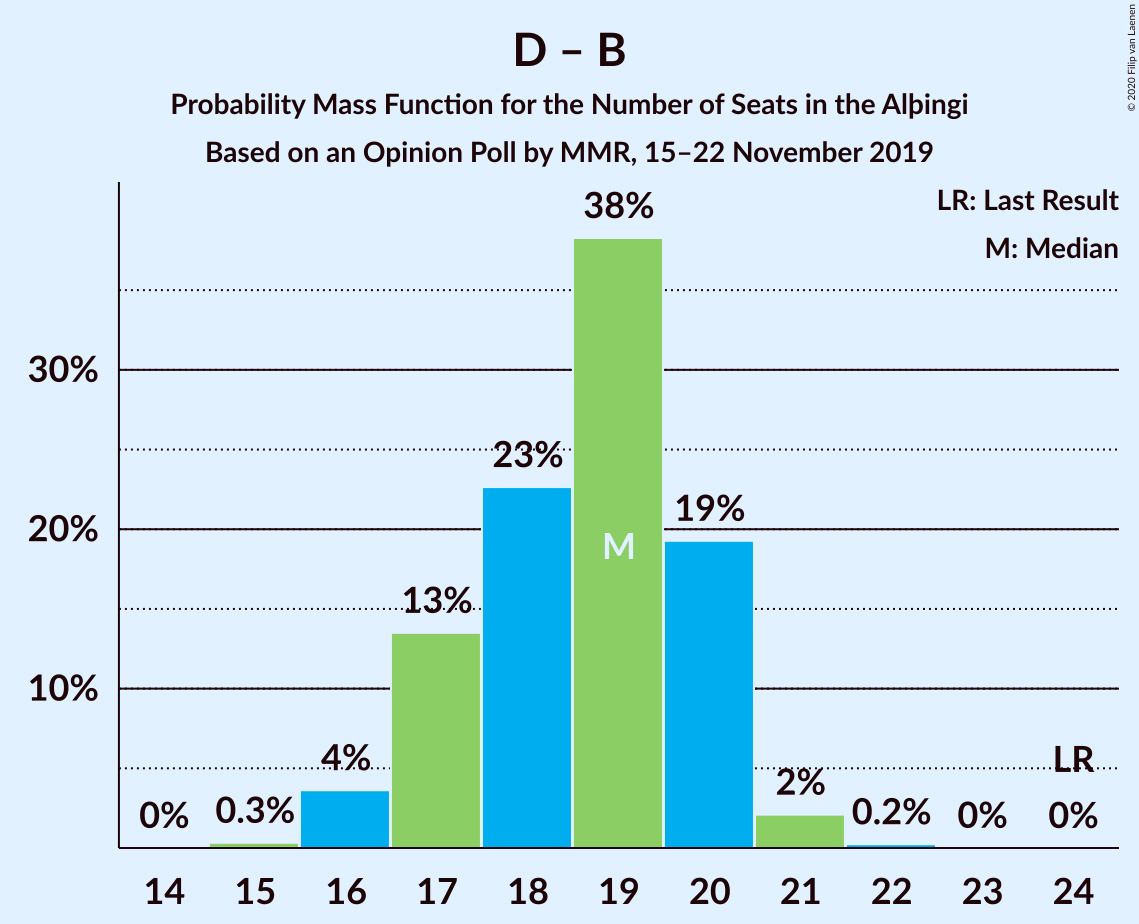 D – B
Probability Mass Function for the Number of Seats in the Alþingi
Based on an Opinion Poll by MMR, 15–22 November 2019
© 2020 Filip van Laenen
LR: Last Result
M: Median
30%
20%
10%
0%
0.3%
4%
13%
23%
38%
M
19%
2%
0.2%
0%
LR
0%
14 15 16 17 18 19 20 21 22 23 24